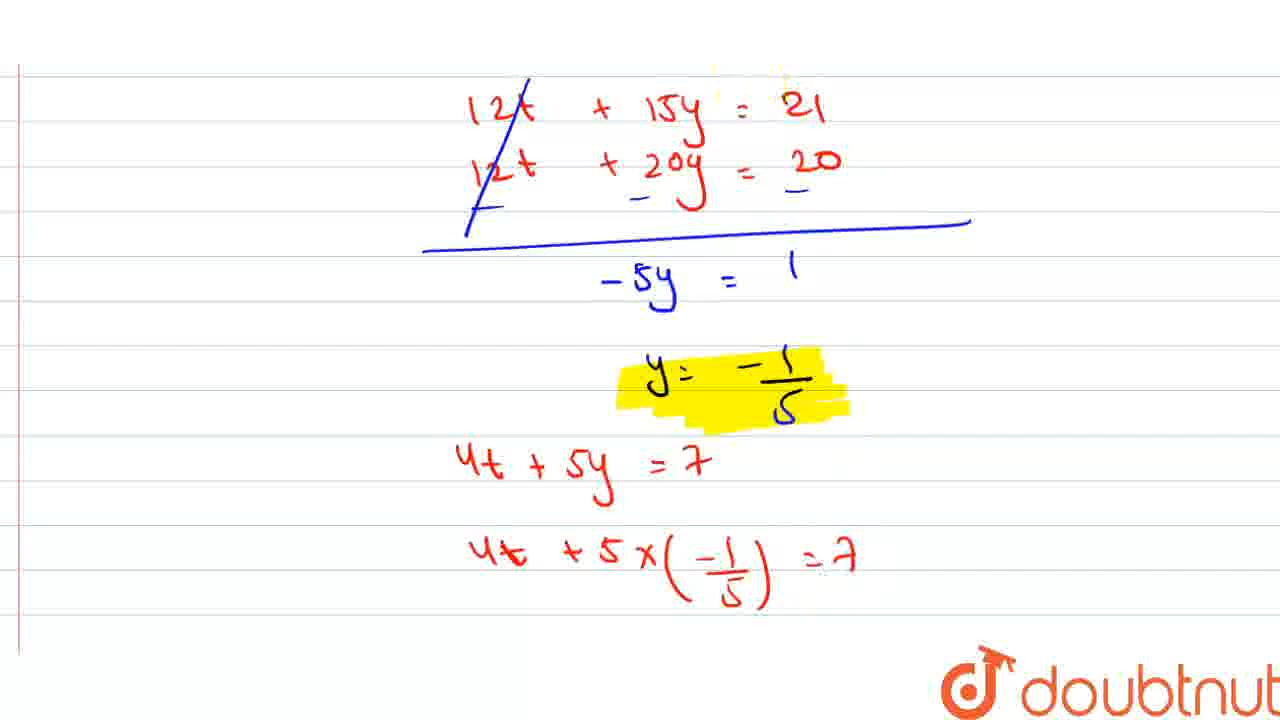 12t + 15y = 21
12t + 20y = 20
- - -
-5y = 1
y = -1/5
4t + 5y = 7
4t + 5 × (-1/5) = 7
doubtnut